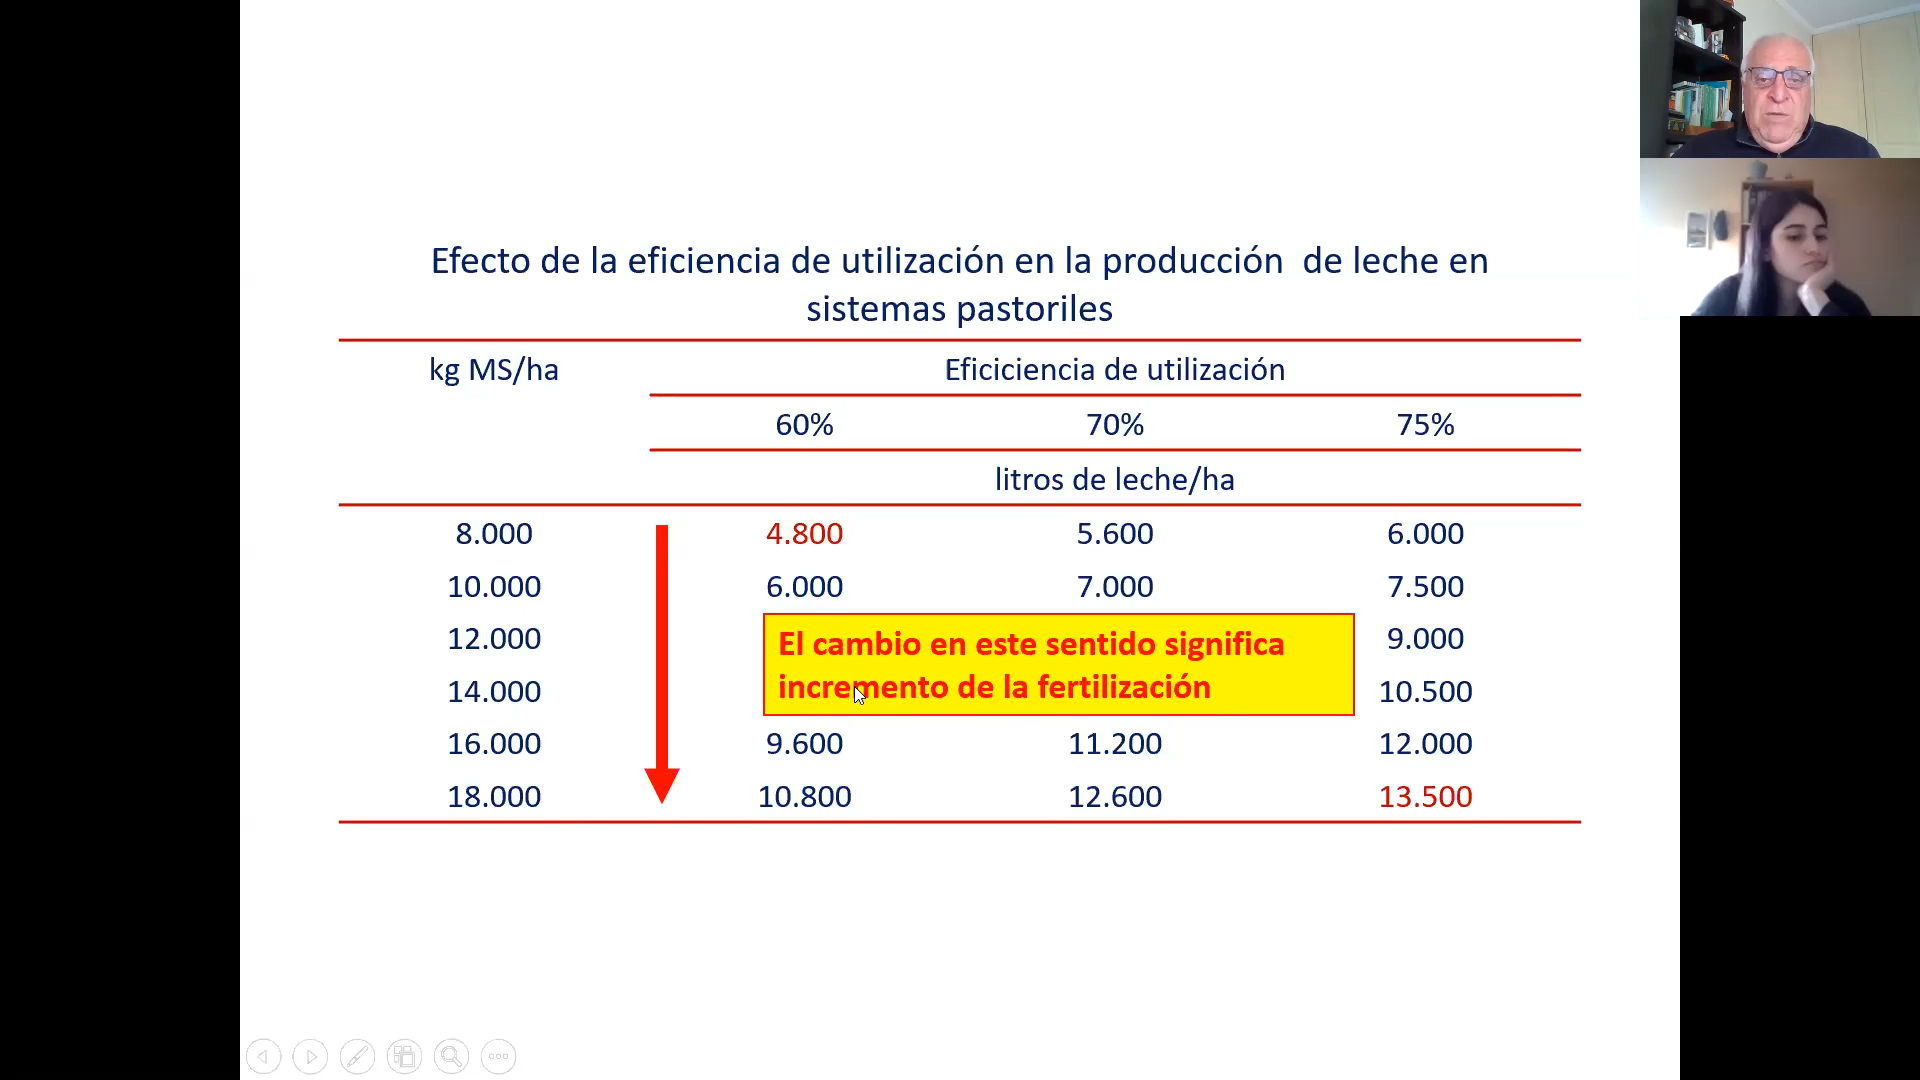 Efecto de la eficiencia de utilización en la producción  de leche en
sistemas pastoriles
kg MS/ha Eficiciencia de utilización
60% 70% 75%
litros de leche/ha
8.000 4.800 5.600 6.000
10.000 6.000 7.000 7.500
12.000 9.000
El cambio en este sentido significa
incremento de la fertilización
14.000 10.500
16.000 9.600 11.200 12.000
18.000 10.800 12.600 13.500